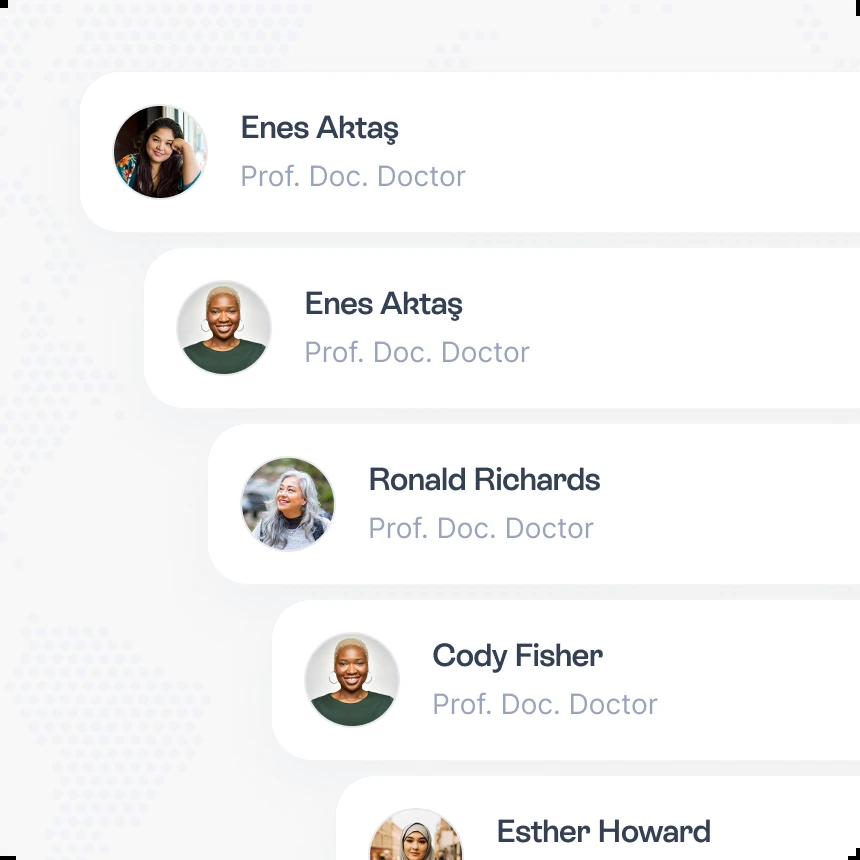 Enes Aktaş
Prof. Doc. Doctor
Enes Aktaş
Prof. Doc. Doctor
Ronald Richards
Prof. Doc. Doctor
Cody Fisher
Prof. Doc. Doctor
Esther Howard